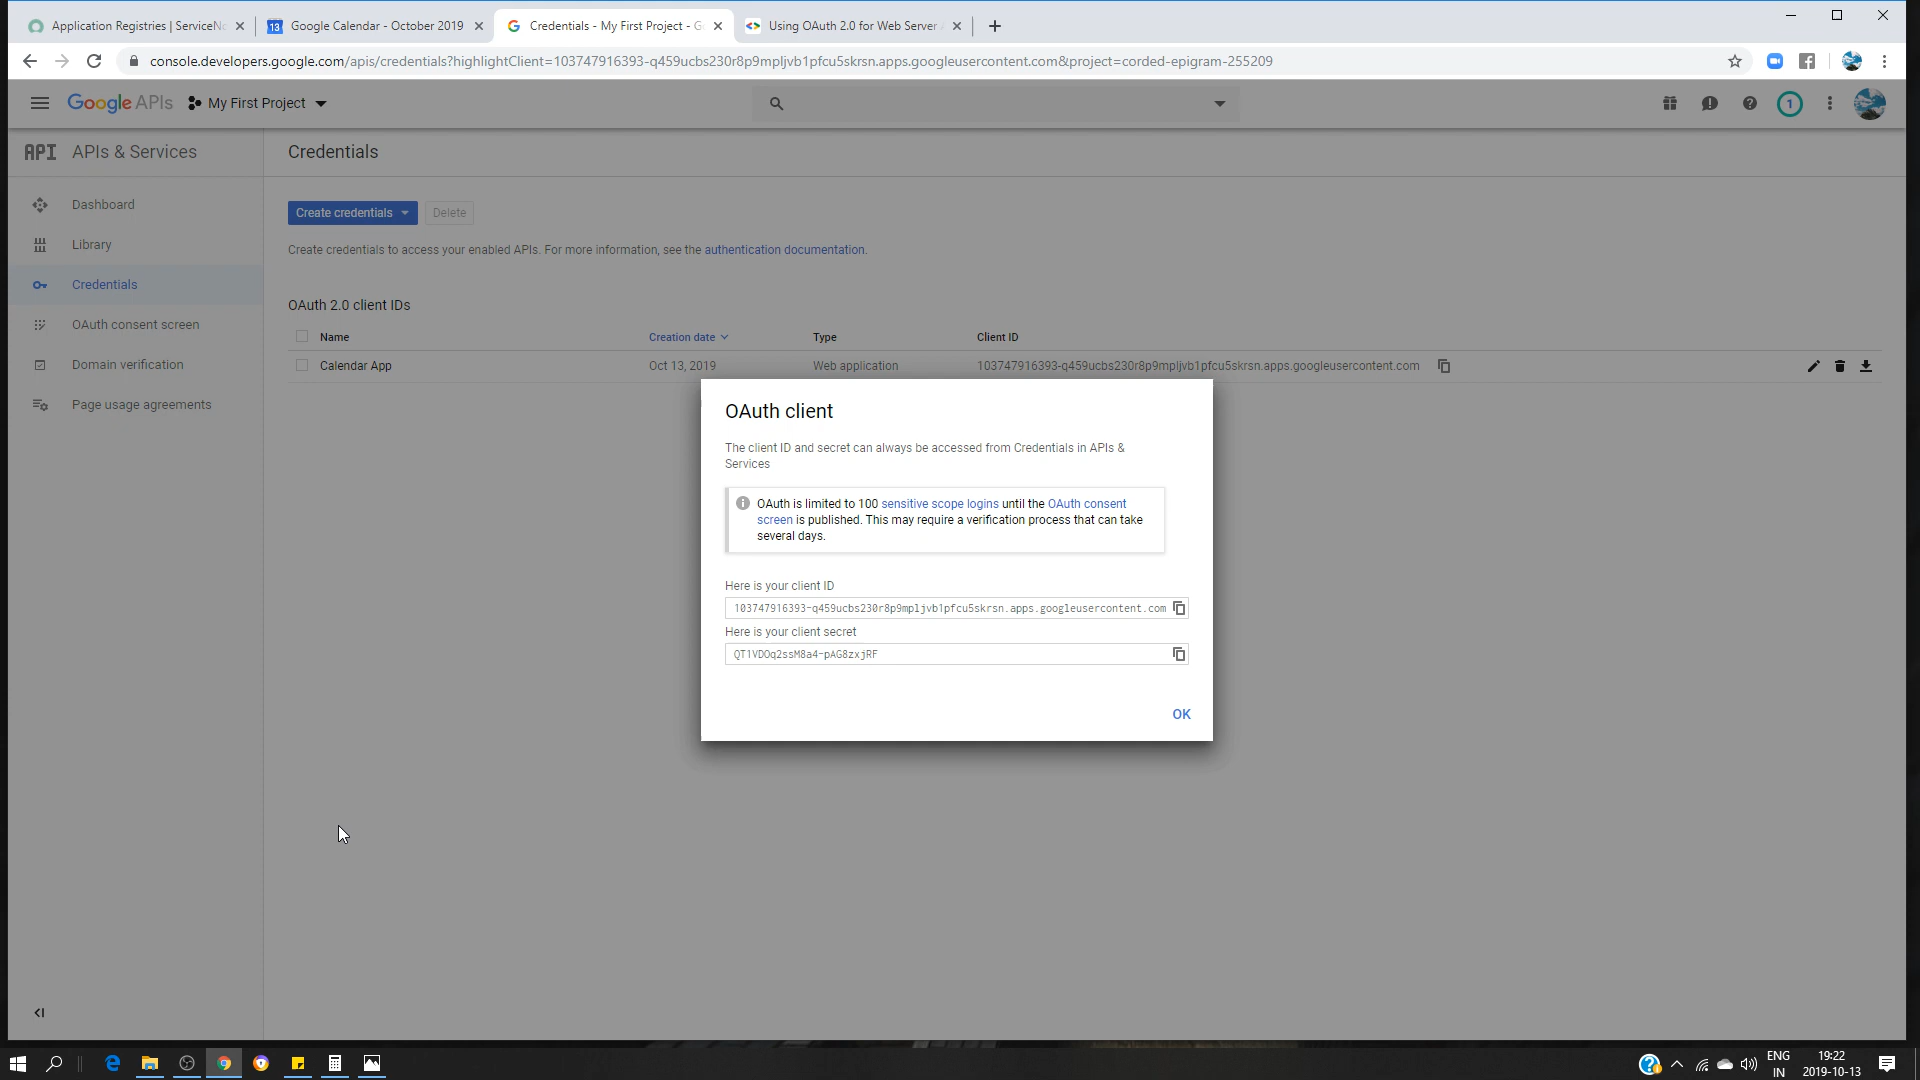 Application Registries | ServiceNo
Google Calendar - October 2019
Credentials - My First Project - G
Using OAuth 2.0 for Web Server A
console.developers.google.com/apis/credentials?highlightClient=103747916393-q459ucbs230r8p9mpljvb1pfcu5skrsn.apps.googleusercontent.com&project=corded-epigram-255209
Google APIs
My First Project
1
API APIs & Services
Credentials
Dashboard
Library
Credentials
OAuth consent screen
Domain verification
Page usage agreements
Create credentials
Delete
Create credentials to access your enabled APIs. For more information, see the authentication documentation.
OAuth 2.0 client IDs
Name Creation date Type Client ID
Calendar App Oct 13, 2019 Web application 103747916393-q459ucbs230r8p9mpljvb1pfcu5skrsn.apps.googleusercontent.com
OAuth client
The client ID and secret can always be accessed from Credentials in APIs &
Services
OAuth is limited to 100 sensitive scope logins until the OAuth consent
screen is published. This may require a verification process that can take
several days.
Here is your client ID
103747916393-q459ucbs230r8p9mpljvb1pfcu5skrsn.apps.googleusercontent.com
Here is your client secret
QT1VDOq2ssM8a4-pAG8zxjRF
OK
ENG
IN
19:22
2019-10-13